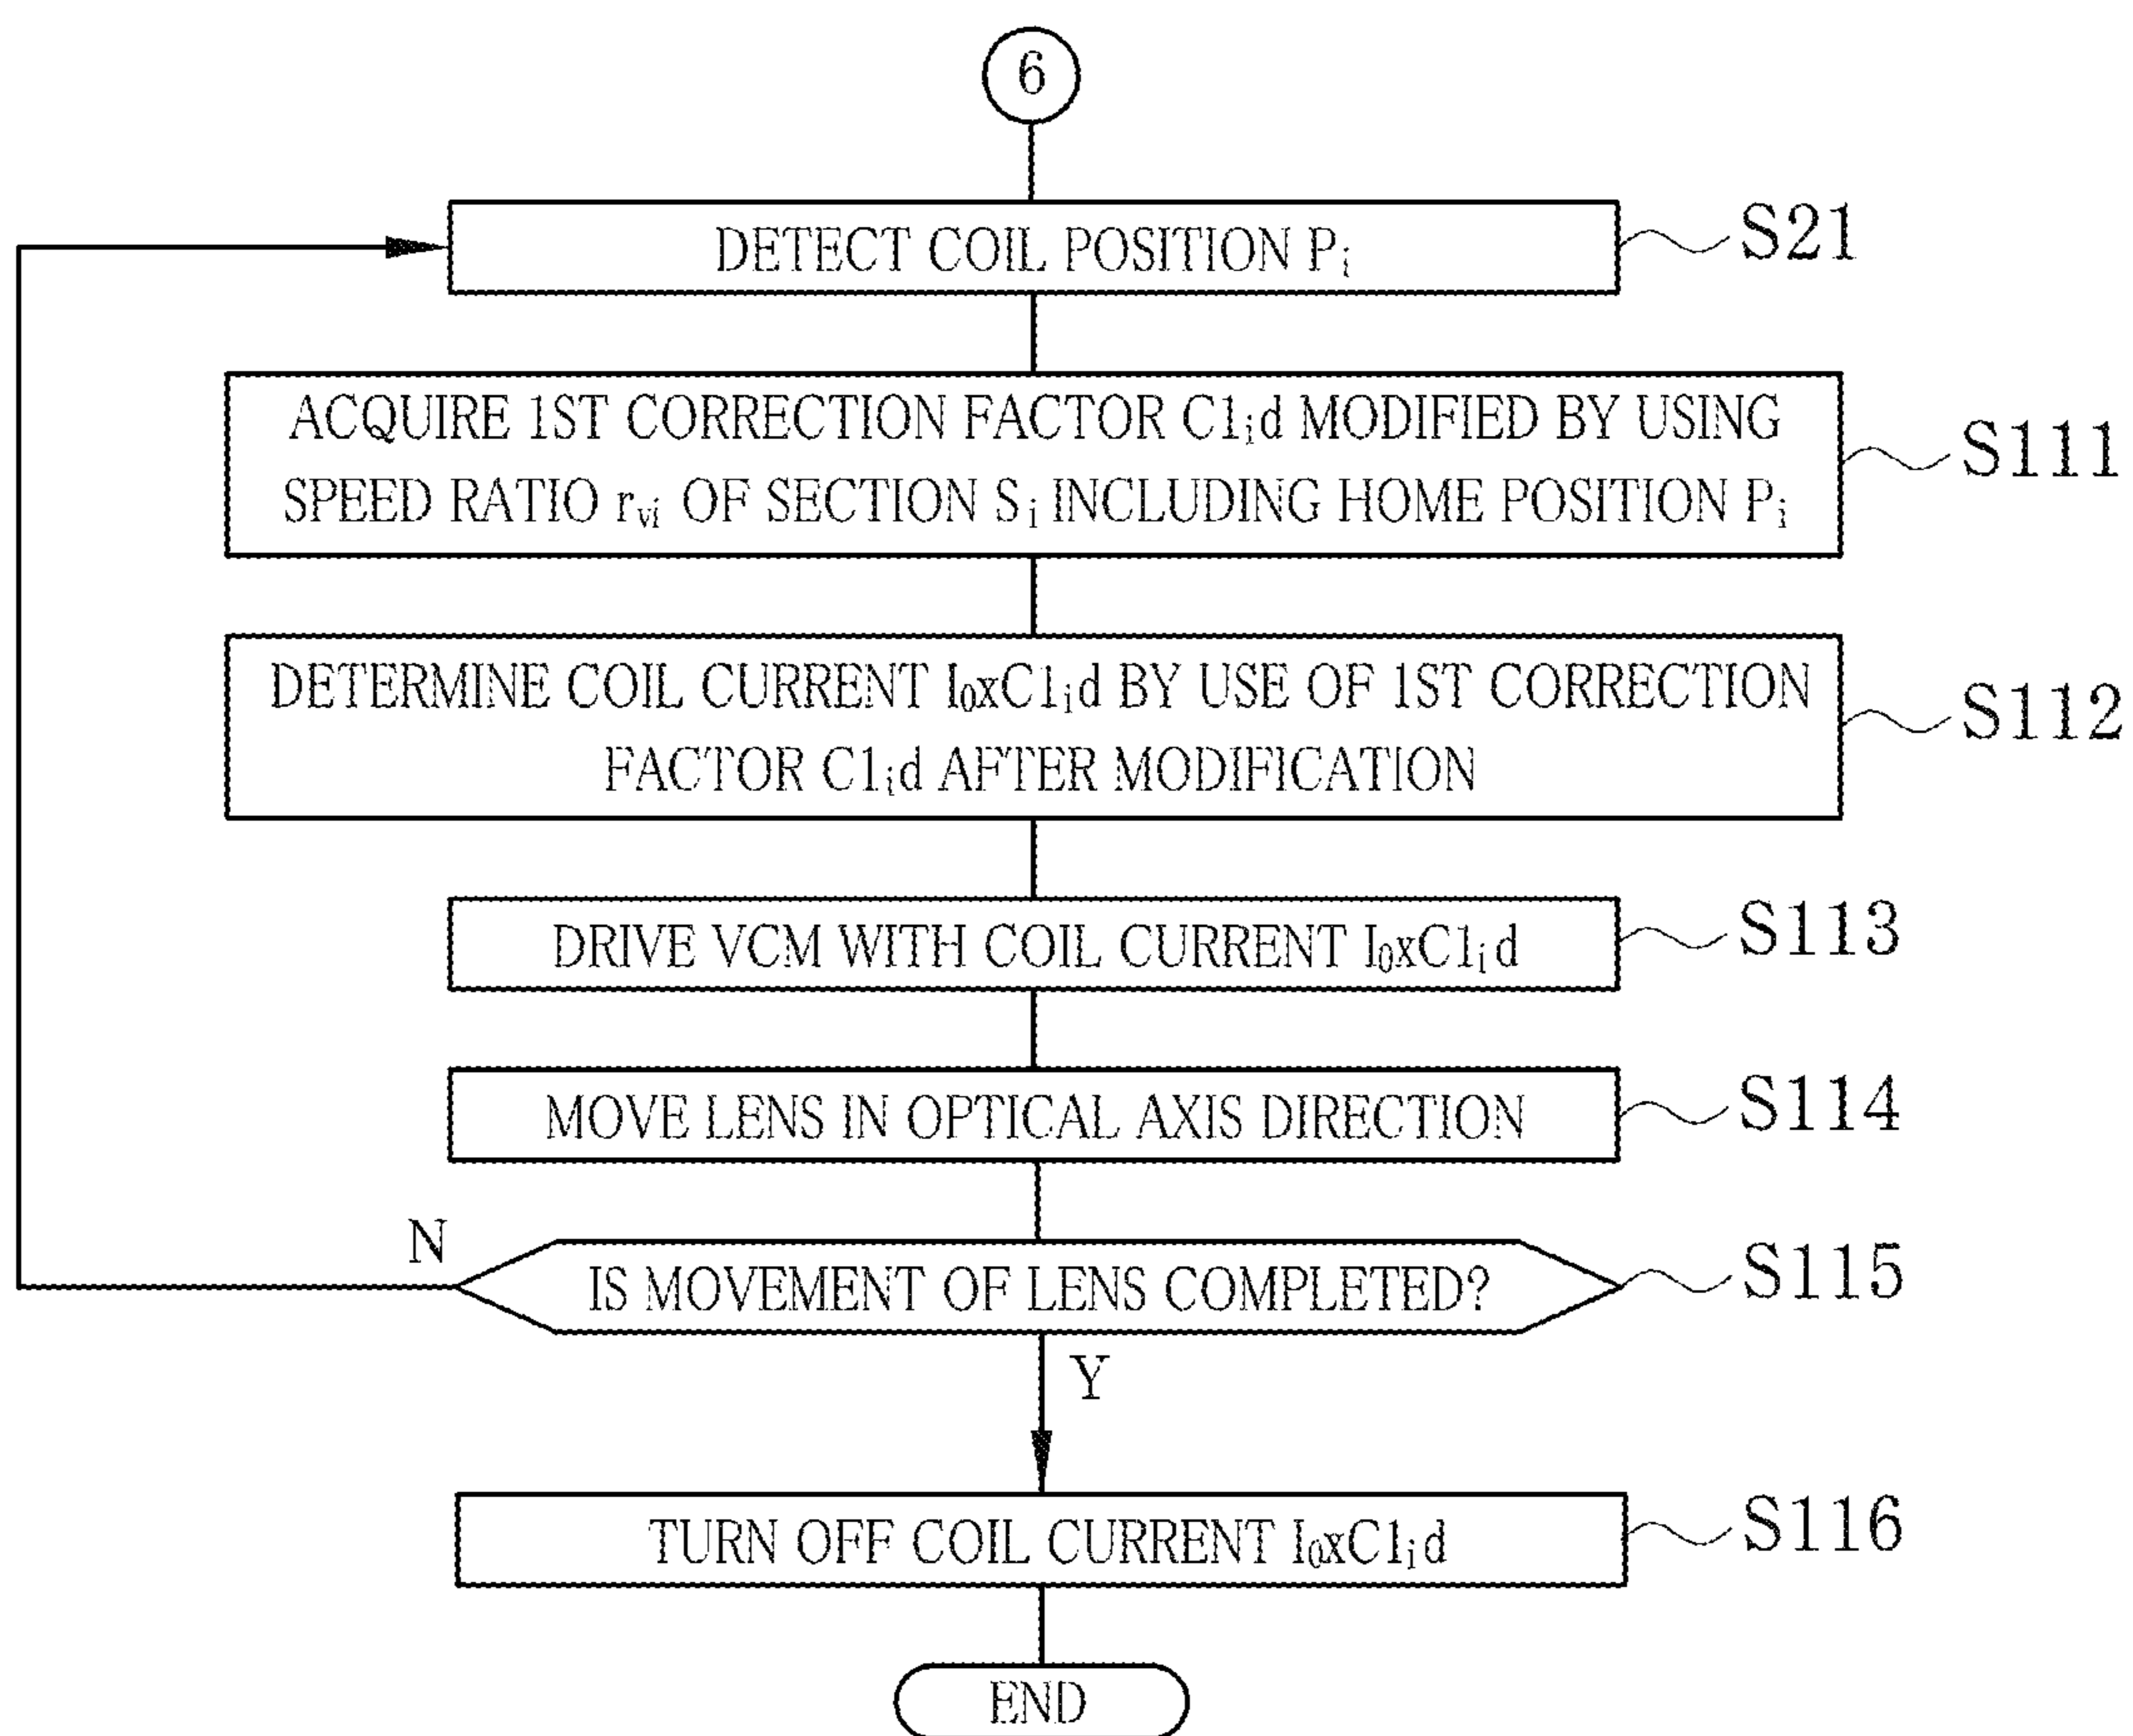 6
DETECT COIL POSITION Pi
S21
ACQUIRE 1ST CORRECTION FACTOR C1id MODIFIED BY USING
SPEED RATIO rvi OF SECTION Si INCLUDING HOME POSITION Pi
S111
DETERMINE COIL CURRENT I0xC1id BY USE OF 1ST CORRECTION
FACTOR C1id AFTER MODIFICATION
S112
DRIVE VCM WITH COIL CURRENT I0xC1id
S113
MOVE LENS IN OPTICAL AXIS DIRECTION
S114
N
IS MOVEMENT OF LENS COMPLETED?
S115
Y
TURN OFF COIL CURRENT I0xC1id
S116
END